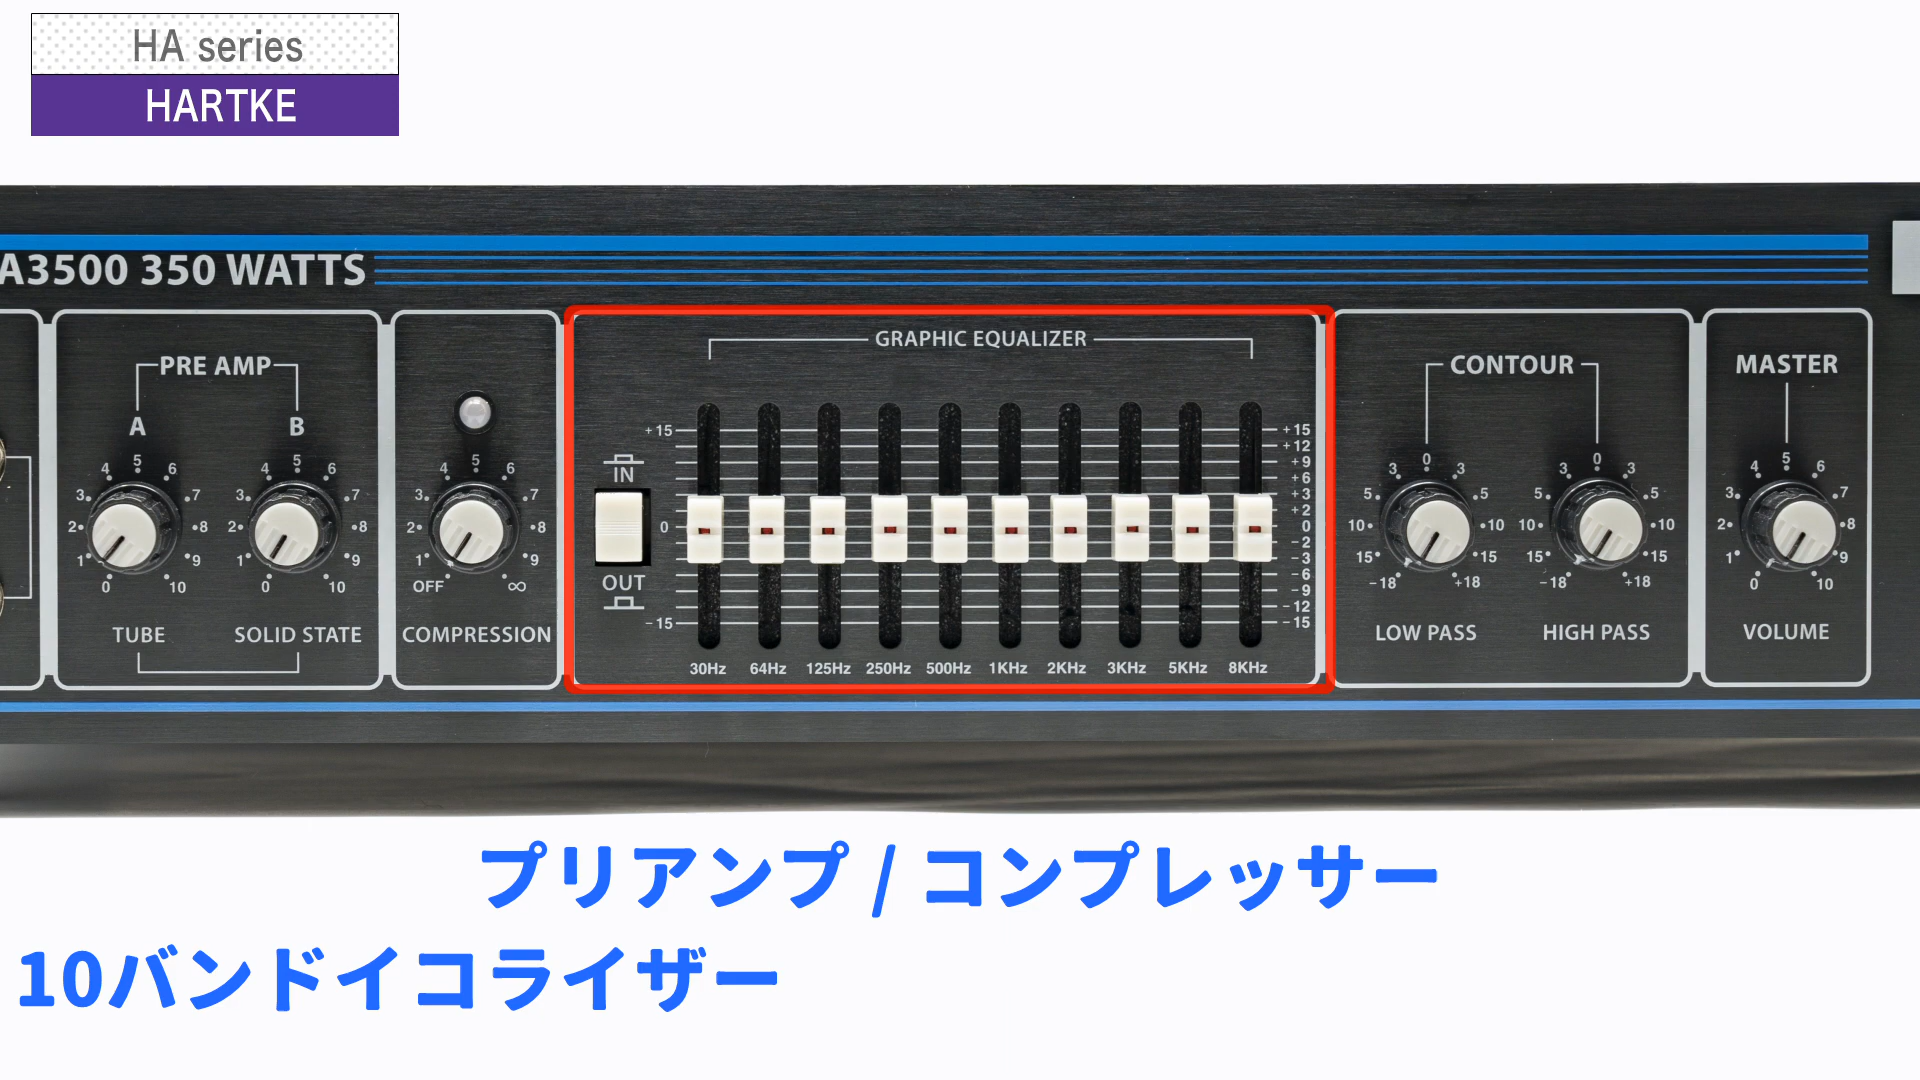 HA series
HARTKE
A3500 350 WATTS
PRE AMP
A
B
0 1 2 3 4 5 6 7 8 9 10
TUBE
0 1 2 3 4 5 6 7 8 9 10
SOLID STATE
OFF 1 2 3 4 5 6 7 8 9 ∞
COMPRESSION
GRAPHIC EQUALIZER
IN
OUT
+15
0
-15
+15
+12
+9
+6
+3
+2
0
-2
-3
-6
-9
-12
-15
30Hz 64Hz 125Hz 250Hz 500Hz 1KHz 2KHz 3KHz 5KHz 8KHz
CONTOUR
-18 15 10 5 3 0 3 5 10 15 +18
LOW PASS
-18 15 10 5 3 0 3 5 10 15 +18
HIGH PASS
MASTER
0 1 2 3 4 5 6 7 8 9 10
VOLUME
プリアンプ / コンプレッサー
10バンドイコライザー